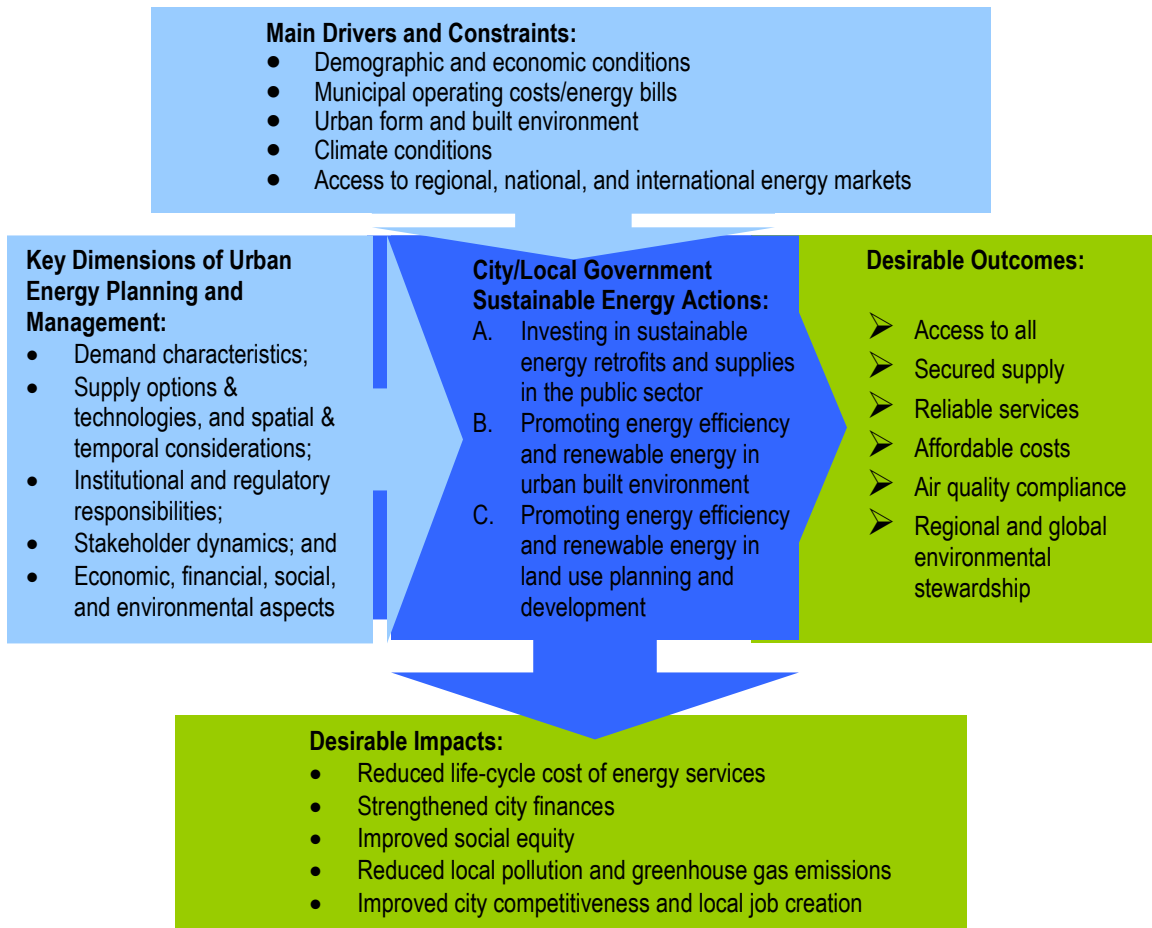 Main Drivers and Constraints:
• Demographic and economic conditions
• Municipal operating costs/energy bills
• Urban form and built environment
• Climate conditions
• Access to regional, national, and international energy markets
Key Dimensions of Urban
Energy Planning and
Management:
• Demand characteristics;
• Supply options &
technologies, and spatial &
temporal considerations;
• Institutional and regulatory
responsibilities;
• Stakeholder dynamics; and
• Economic, financial, social,
and environmental aspects
City/Local Government
Sustainable Energy Actions:
A. Investing in sustainable
energy retrofits and supplies
in the public sector
B. Promoting energy efficiency
and renewable energy in
urban built environment
C. Promoting energy efficiency
and renewable energy in
land use planning and
development
Desirable Outcomes:
➢ Access to all
➢ Secured supply
➢ Reliable services
➢ Affordable costs
➢ Air quality compliance
➢ Regional and global
environmental
stewardship
Desirable Impacts:
• Reduced life-cycle cost of energy services
• Strengthened city finances
• Improved social equity
• Reduced local pollution and greenhouse gas emissions
• Improved city competitiveness and local job creation